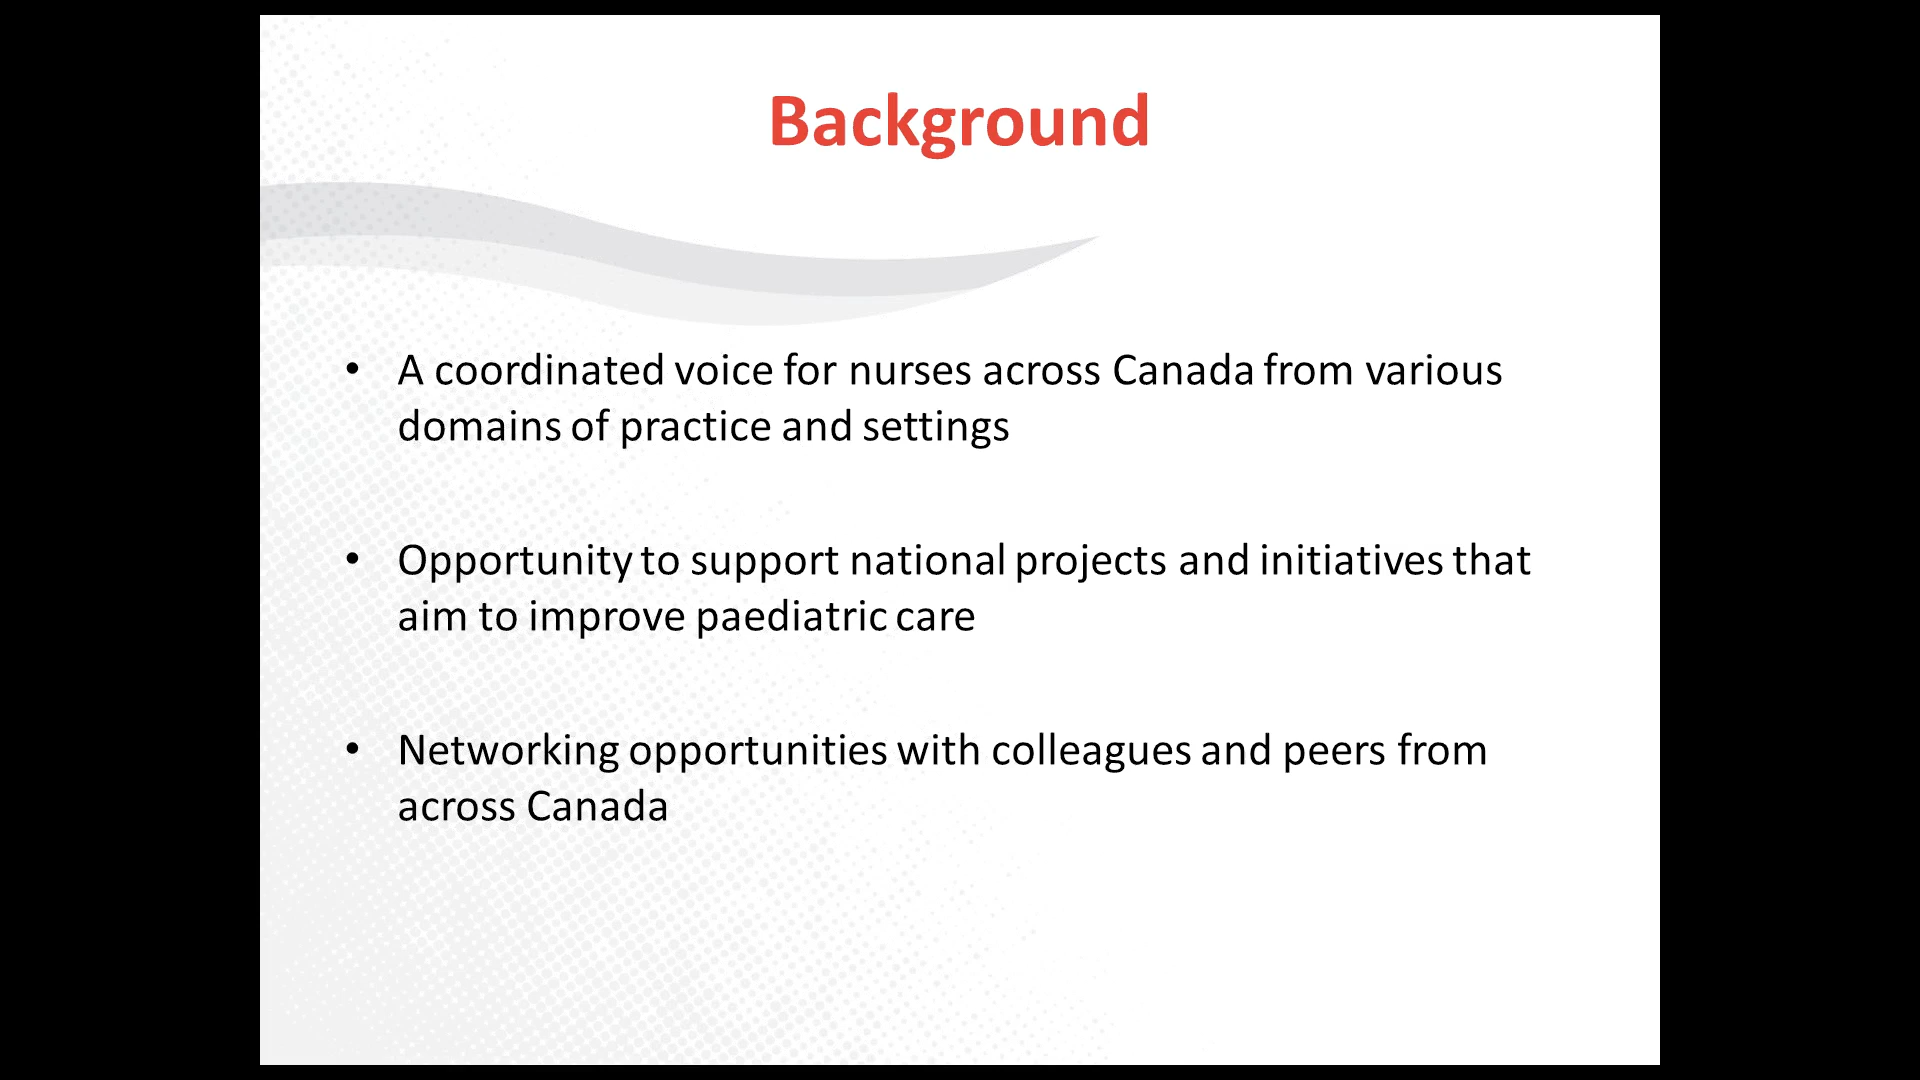 Background
• A coordinated voice for nurses across Canada from various
domains of practice and settings
• Opportunity to support national projects and initiatives that
aim to improve paediatric care
• Networking opportunities with colleagues and peers from
across Canada